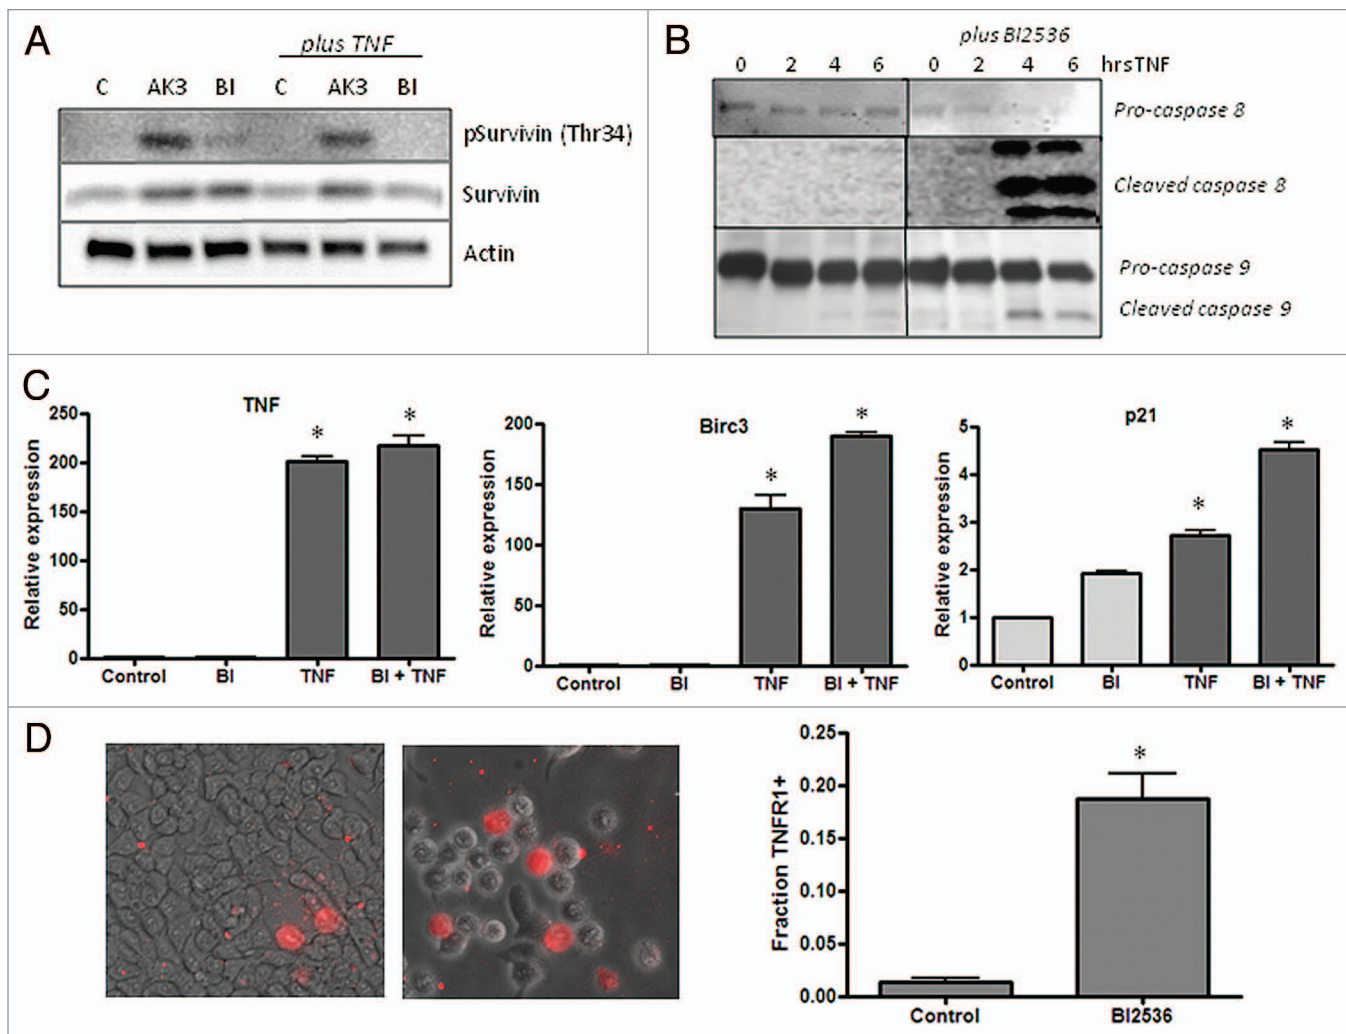 A
plus TNF
C AK3 BI C AK3 BI
pSurvivin (Thr34)
Survivin
Actin
B
plus BI2536
0 2 4 6 0 2 4 6 hrsTNF
Pro-caspase 8
Cleaved caspase 8
Pro-caspase 9
Cleaved caspase 9
C
TNF
Relative expression
250
200
150
100
50
0
* *
Control BI TNF BI + TNF
Birc3
Relative expression
200
150
100
50
0
* *
Control BI TNF BI + TNF
p21
Relative expression
5
4
3
2
1
0
* *
Control BI TNF BI + TNF
D
Fraction TNFR1+
0.25
0.20
0.15
0.10
0.05
0.00
*
Control BI2536